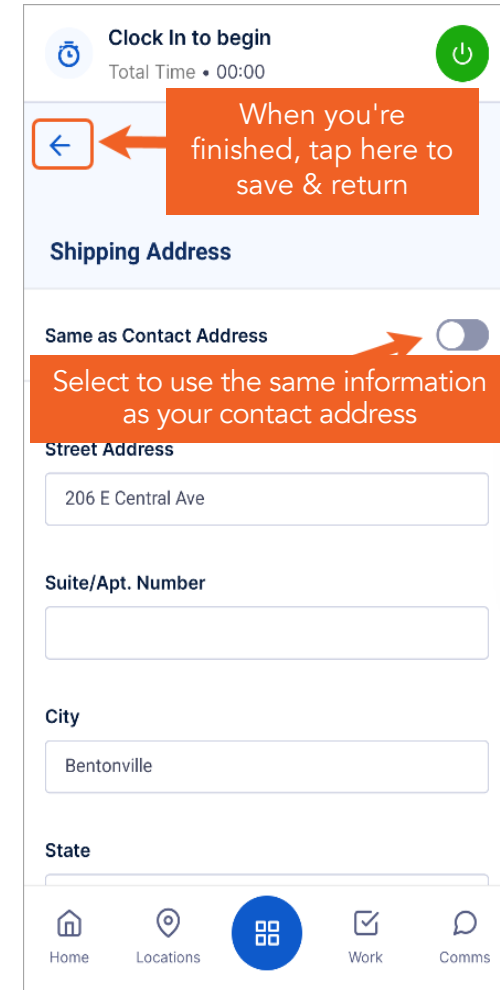 Clock In to begin
Total Time • 00:00
When you're
finished, tap here to
save & return
Shipping Address
Same as Contact Address
Select to use the same information
as your contact address
Street Address
206 E Central Ave
Suite/Apt. Number
City
Bentonville
State
Home
Locations
Work
Comms